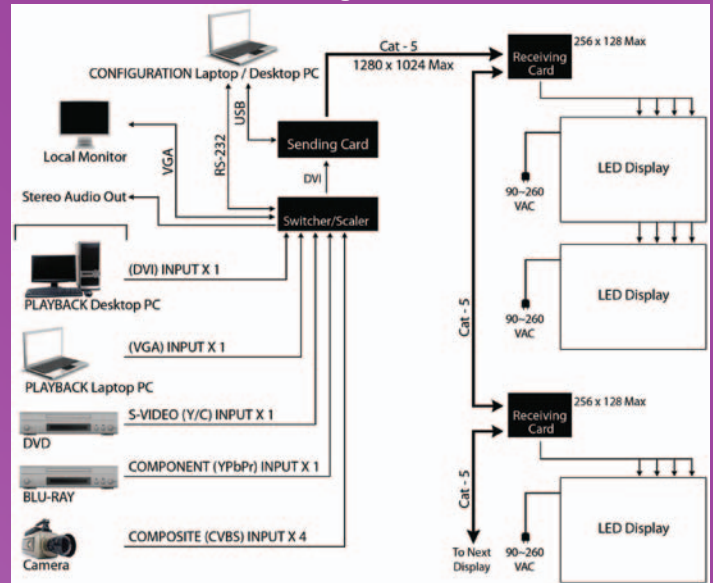 CONFIGURATION Laptop / Desktop PC
Cat - 5
1280 x 1024 Max
Receiving
Card
256 x 128 Max
USB
RS-232
Sending Card
Local Monitor
VGA
DVI
Stereo Audio Out
Switcher/Scaler
LED Display
90~260
VAC
(DVI) INPUT X 1
PLAYBACK Desktop PC
LED Display
90~260
VAC
Cat - 5
(VGA) INPUT X 1
PLAYBACK Laptop PC
S-VIDEO (Y/C) INPUT X 1
DVD
Receiving
Card
256 x 128 Max
COMPONENT (YPbPr) INPUT X 1
BLU-RAY
Cat - 5
COMPOSITE (CVBS) INPUT X 4
Camera
To Next
Display
90~260
VAC
LED Display